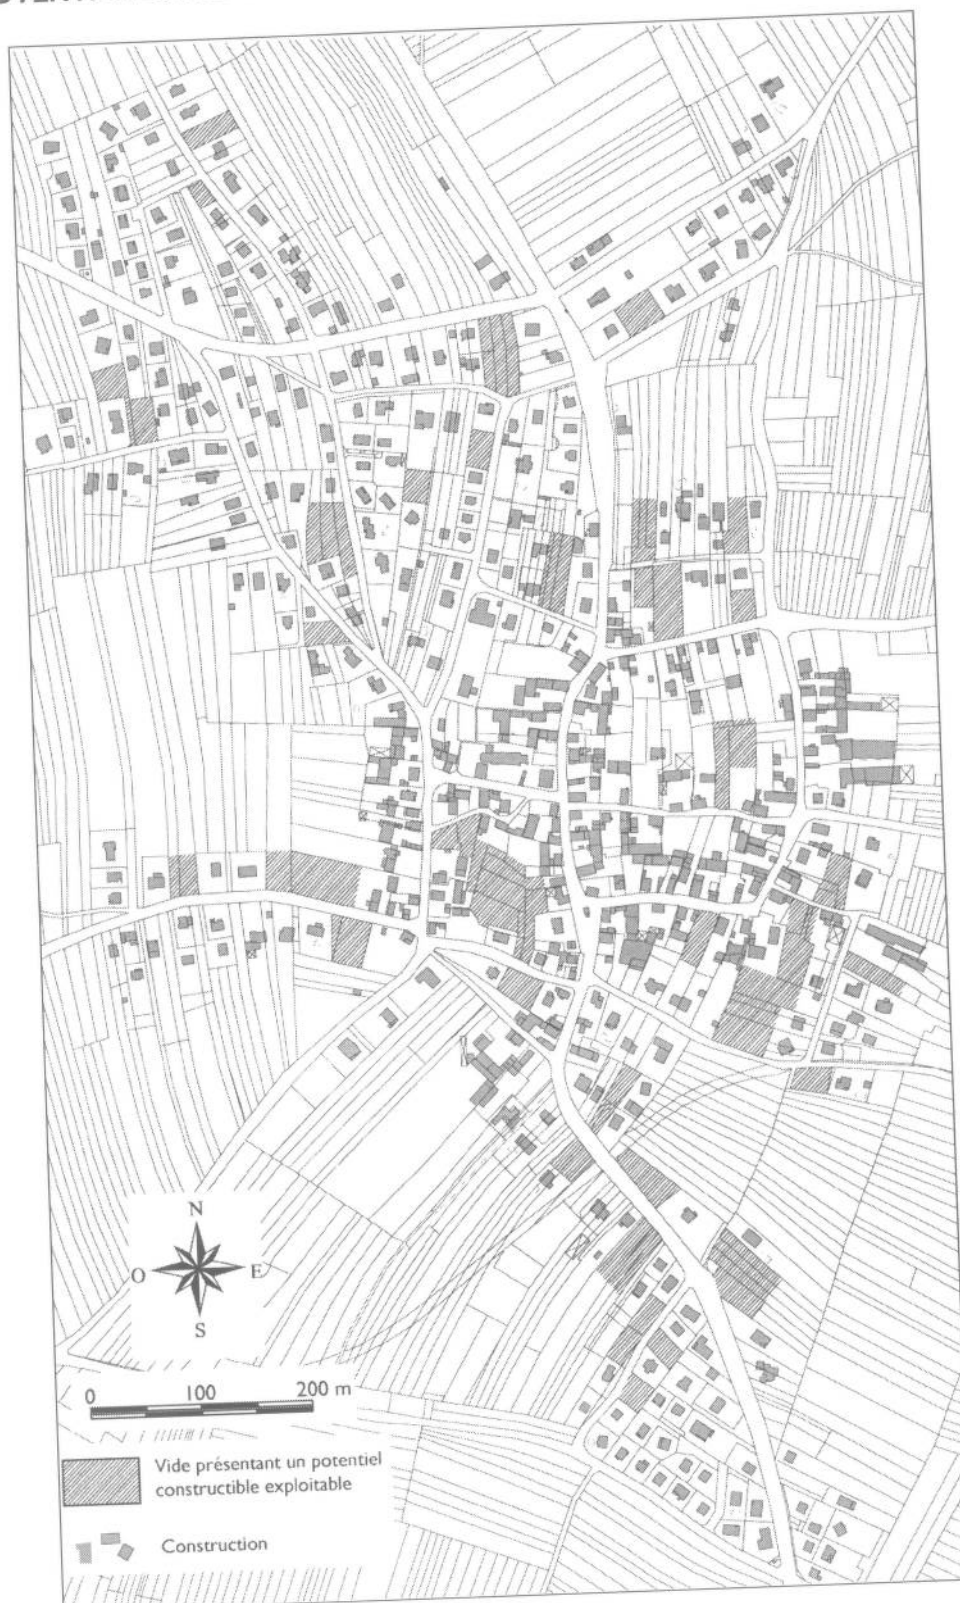 N
O E
S
0 100 200 m
Vide présentant un potentiel
constructible exploitable
Construction